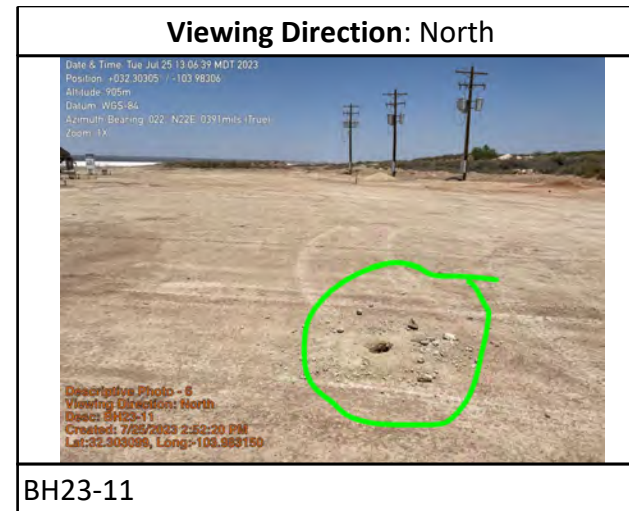 Viewing Direction: North
Date & Time: Tue Jul 25 13:06:39 MDT 2023
Position: +032.30305° / -103.98306°
Altitude: 905m
Datum: WGS-84
Azimuth Bearing: 022° N22E 0391mils (True)
Zoom: 1X
Descriptive Photo - 6
Viewing Direction: North
Desc: BH23-11
Created: 7/25/2023 2:52:20 PM
Lat:32.303099, Long:-103.983150
BH23-11